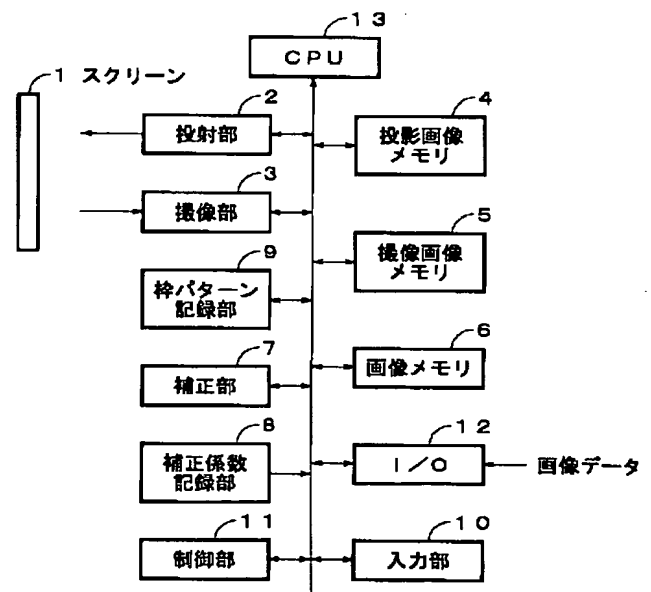 13
CPU
1 スクリーン
2
投射部
4
投影画像
メモリ
3
撮像部
5
撮像画像
メモリ
9
枠パターン
記録部
6
画像メモリ
7
補正部
8
補正係数
記録部
12
I/O
画像データ
11
制御部
10
入力部